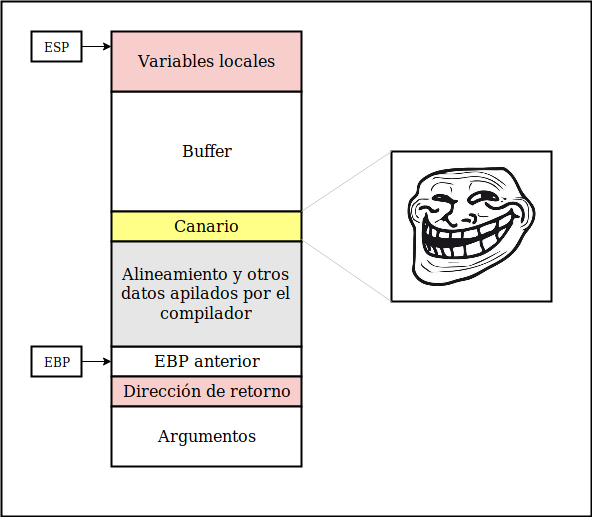 ESP
Variables locales
Buffer
Canario
Alineamiento y otros
datos apilados por el
compilador
EBP
EBP anterior
Dirección de retorno
Argumentos